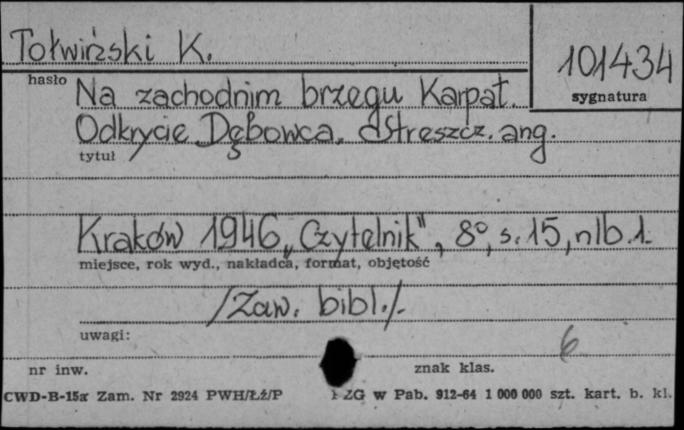 Tołwiński K.
101434
hasło
sygnatura
Na zachodnim brzegu Karpat.
Odkrycie Dębowca. Streszcz. ang.
tytuł
Kraków 1946 „Czytelnik", 8°, s. 15, nlb. 1.
miejsce, rok wyd., nakładca, format, objętość
/Zaw. bibl./.
uwagi:
6
nr inw.
znak klas.
CWD-B-15a Zam. Nr 2924 PWH/Łź/P
ZG w Pab. 912-64 1 000 000 szt. kart. b. kl.